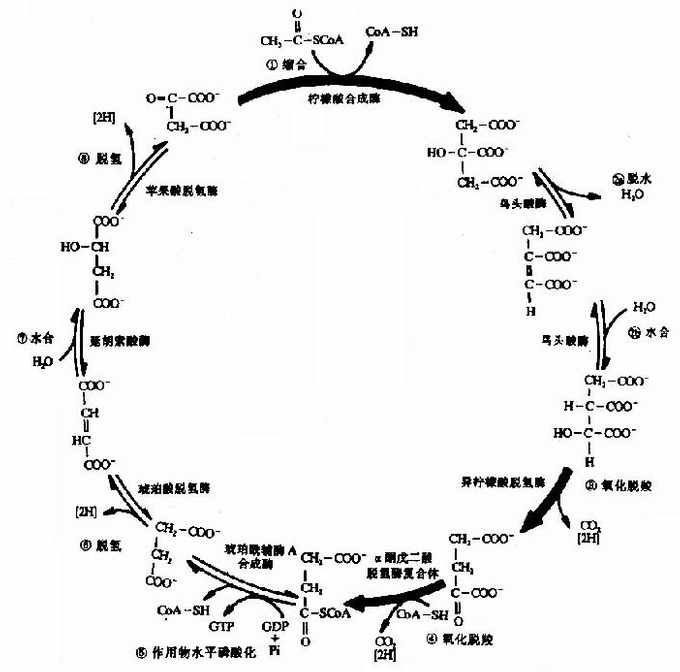 O
CH₃-C-SCoA
CoA-SH
① 缩合
柠檬酸合成酶
O=C-COO⁻
CH₂-COO⁻
[2H]
⑧ 脱氢
苹果酸脱氢酶
CH₂-COO⁻
HO-C-COO⁻
CH₂-COO⁻
②a 脱水
H₂O
乌头酸酶
CH₂-COO⁻
C-COO⁻
C-COO⁻
H
H₂O
②b 水合
乌头酸酶
CH₂-COO⁻
H-C-COO⁻
HO-C-COO⁻
H
异柠檬酸脱氢酶
③ 氧化脱羧
CO₂
[2H]
CH₂-COO⁻
CH₂
C-COO⁻
O
α酮戊二酸
脱氢酶复合体
CoA-SH
④ 氧化脱羧
CO₂
[2H]
CH₂-COO⁻
CH₂
C-SCoA
O
琥珀酰辅酶A
合成酶
CoA-SH
GTP
GDP
+
Pi
⑤ 作用物水平磷酸化
CH₂-COO⁻
CH₂
COO⁻
琥珀酸脱氢酶
[2H]
⑥ 脱氢
COO⁻
CH
HC
COO⁻
⑦ 水合
H₂O
延胡索酸酶
COO⁻
HO-CH
CH₂
COO⁻